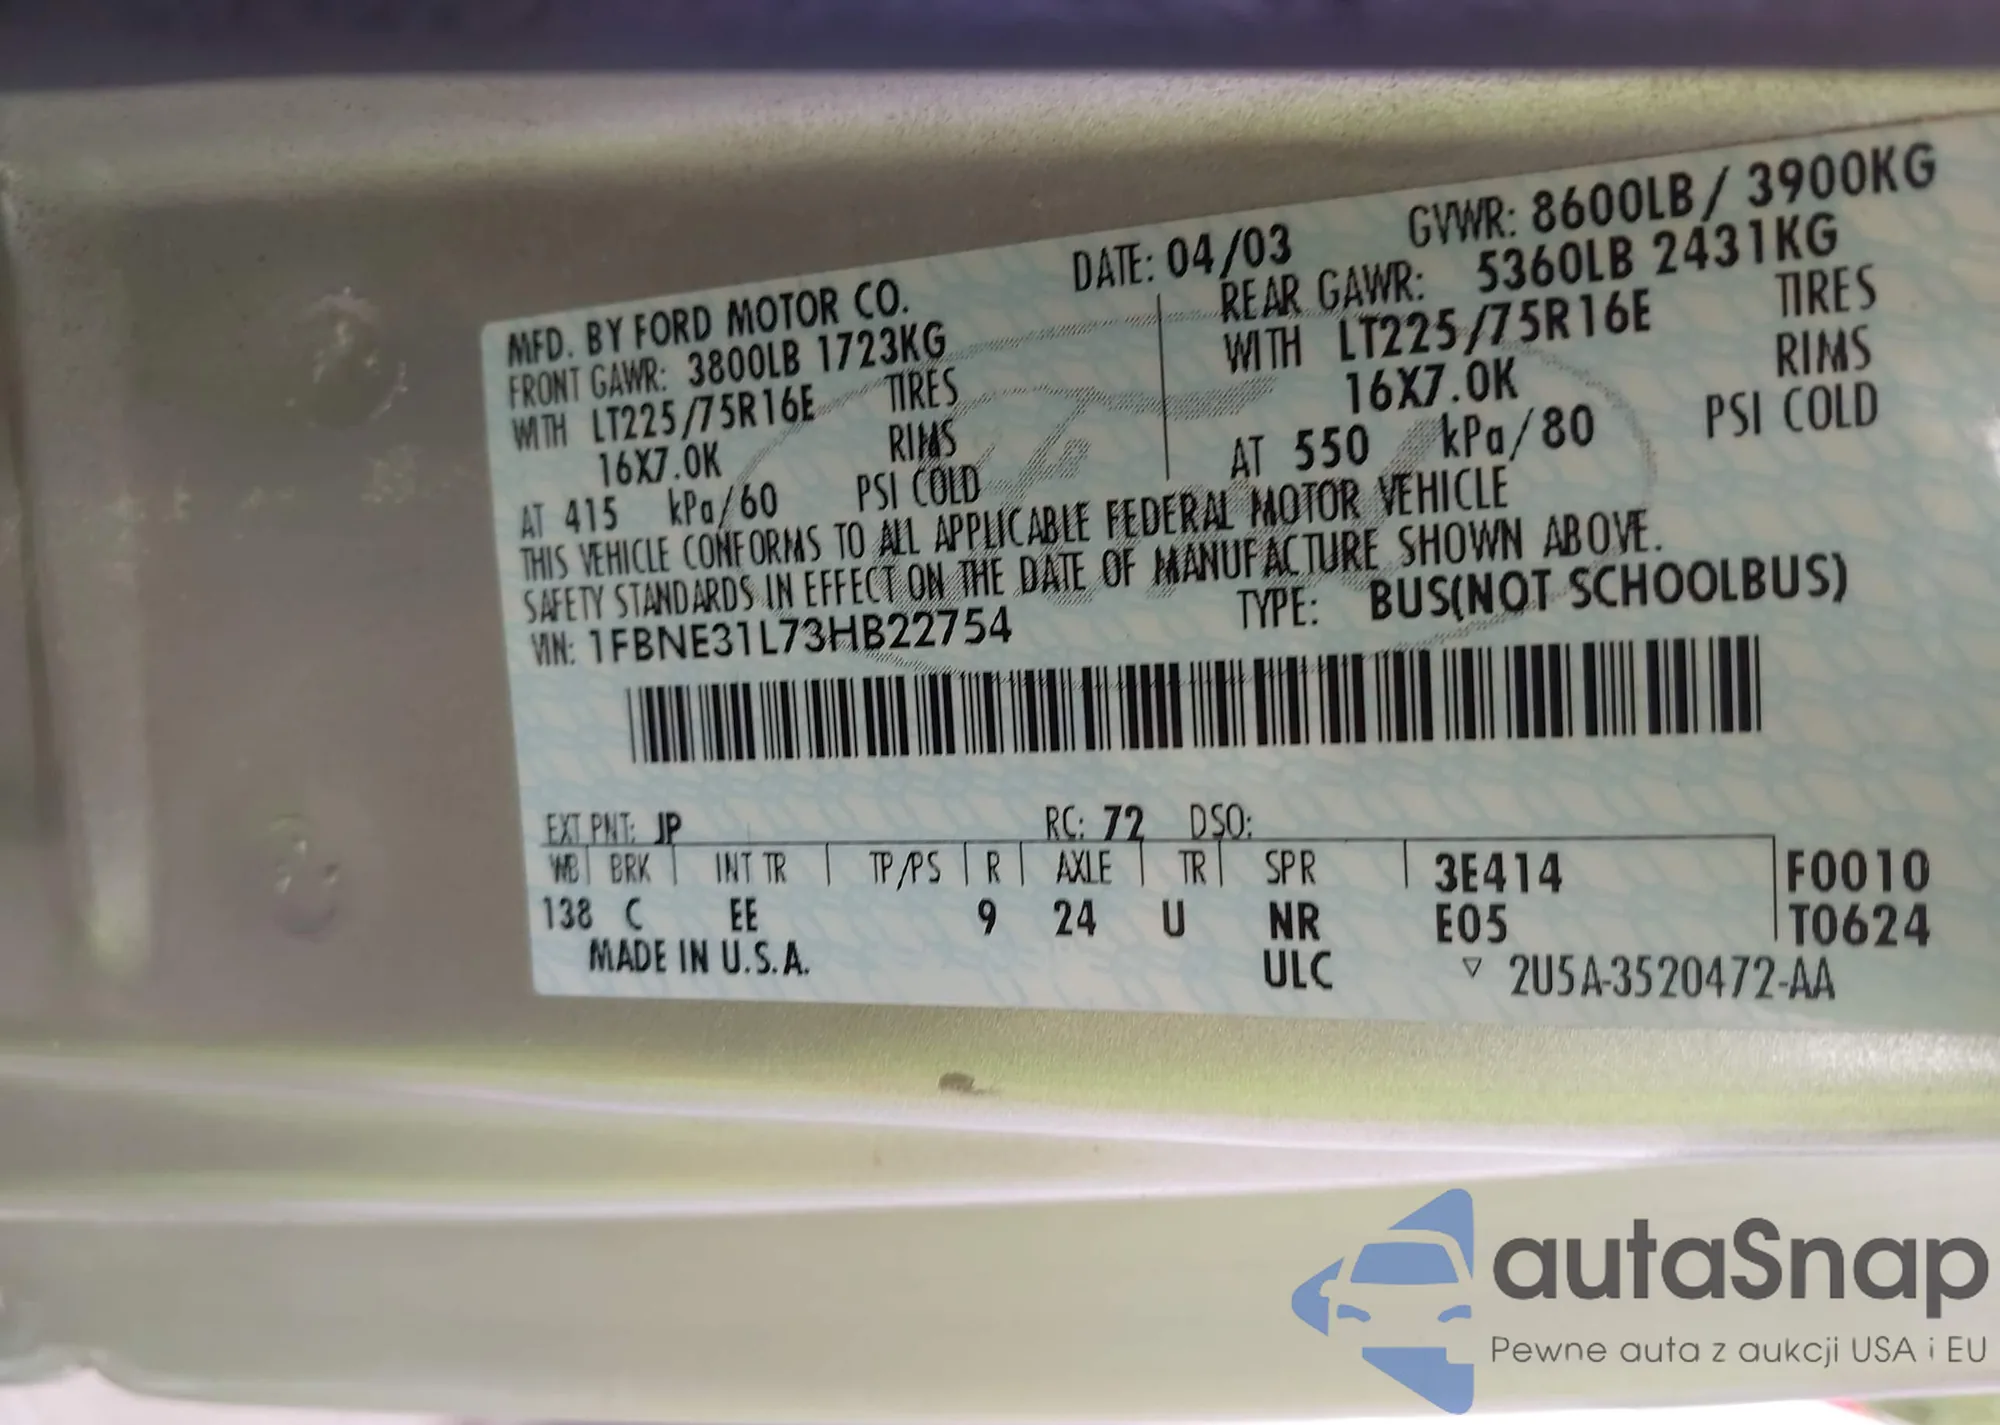 MFD. BY FORD MOTOR CO. DATE: 04/03 GVWR: 8600LB / 3900KG
FRONT GAWR: 3800LB 1723KG REAR GAWR: 5360LB 2431KG
WITH LT225/75R16E TIRES WITH LT225/75R16E TIRES
16X7.0K RIMS 16X7.0K RIMS
AT 415 kPa/60 PSI COLD AT 550 kPa/80 PSI COLD
THIS VEHICLE CONFORMS TO ALL APPLICABLE FEDERAL MOTOR VEHICLE
SAFETY STANDARDS IN EFFECT ON THE DATE OF MANUFACTURE SHOWN ABOVE.
VIN: 1FBNE31L73HB22754 TYPE: BUS(NOT SCHOOLBUS)
EXT PNT: JP RC: 72 DSO:
WB BRK INT TR TP/PS R AXLE TR SPR 3E414 F0010
138 C EE 9 24 U NR E05 T0624
MADE IN U.S.A. ULC ▽ 2U5A-3520472-AA
autaSnap
Pewne auta z aukcji USA i EU